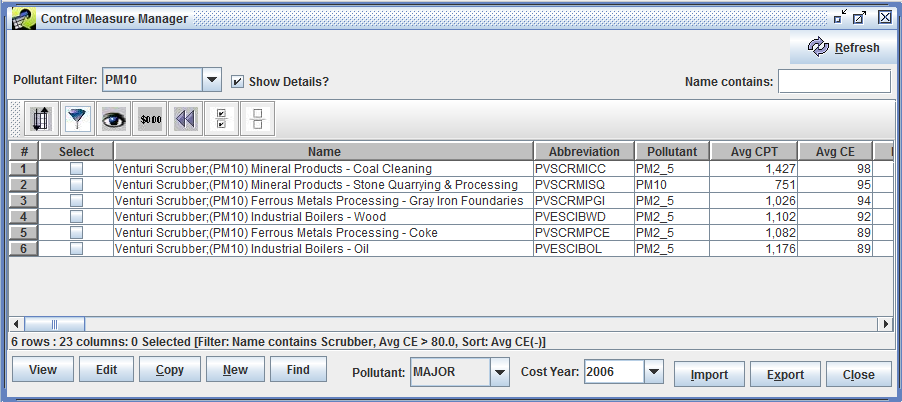 Control Measure Manager
Refresh
Pollutant Filter: PM10 Show Details? Name contains:
$0.00
# Select Name Abbreviation Pollutant Avg CPT Avg CE
1 Venturi Scrubber;(PM10) Mineral Products - Coal Cleaning PVSCRMICC PM2_5 1,427 98
2 Venturi Scrubber;(PM10) Mineral Products - Stone Quarrying & Processing PVSCRMISQ PM10 751 95
3 Venturi Scrubber;(PM10) Ferrous Metals Processing - Gray Iron Foundaries PVSCRMPGI PM2_5 1,026 94
4 Venturi Scrubber;(PM10) Industrial Boilers - Wood PVESCIBWD PM2_5 1,102 92
5 Venturi Scrubber;(PM10) Ferrous Metals Processing - Coke PVSCRMPCE PM2_5 1,082 89
6 Venturi Scrubber;(PM10) Industrial Boilers - Oil PVESCIBOL PM2_5 1,176 89
6 rows : 23 columns: 0 Selected [Filter: Name contains Scrubber, Avg CE > 80.0, Sort: Avg CE(-)]
View Edit Copy New Find Pollutant: MAJOR Cost Year: 2006 Import Export Close